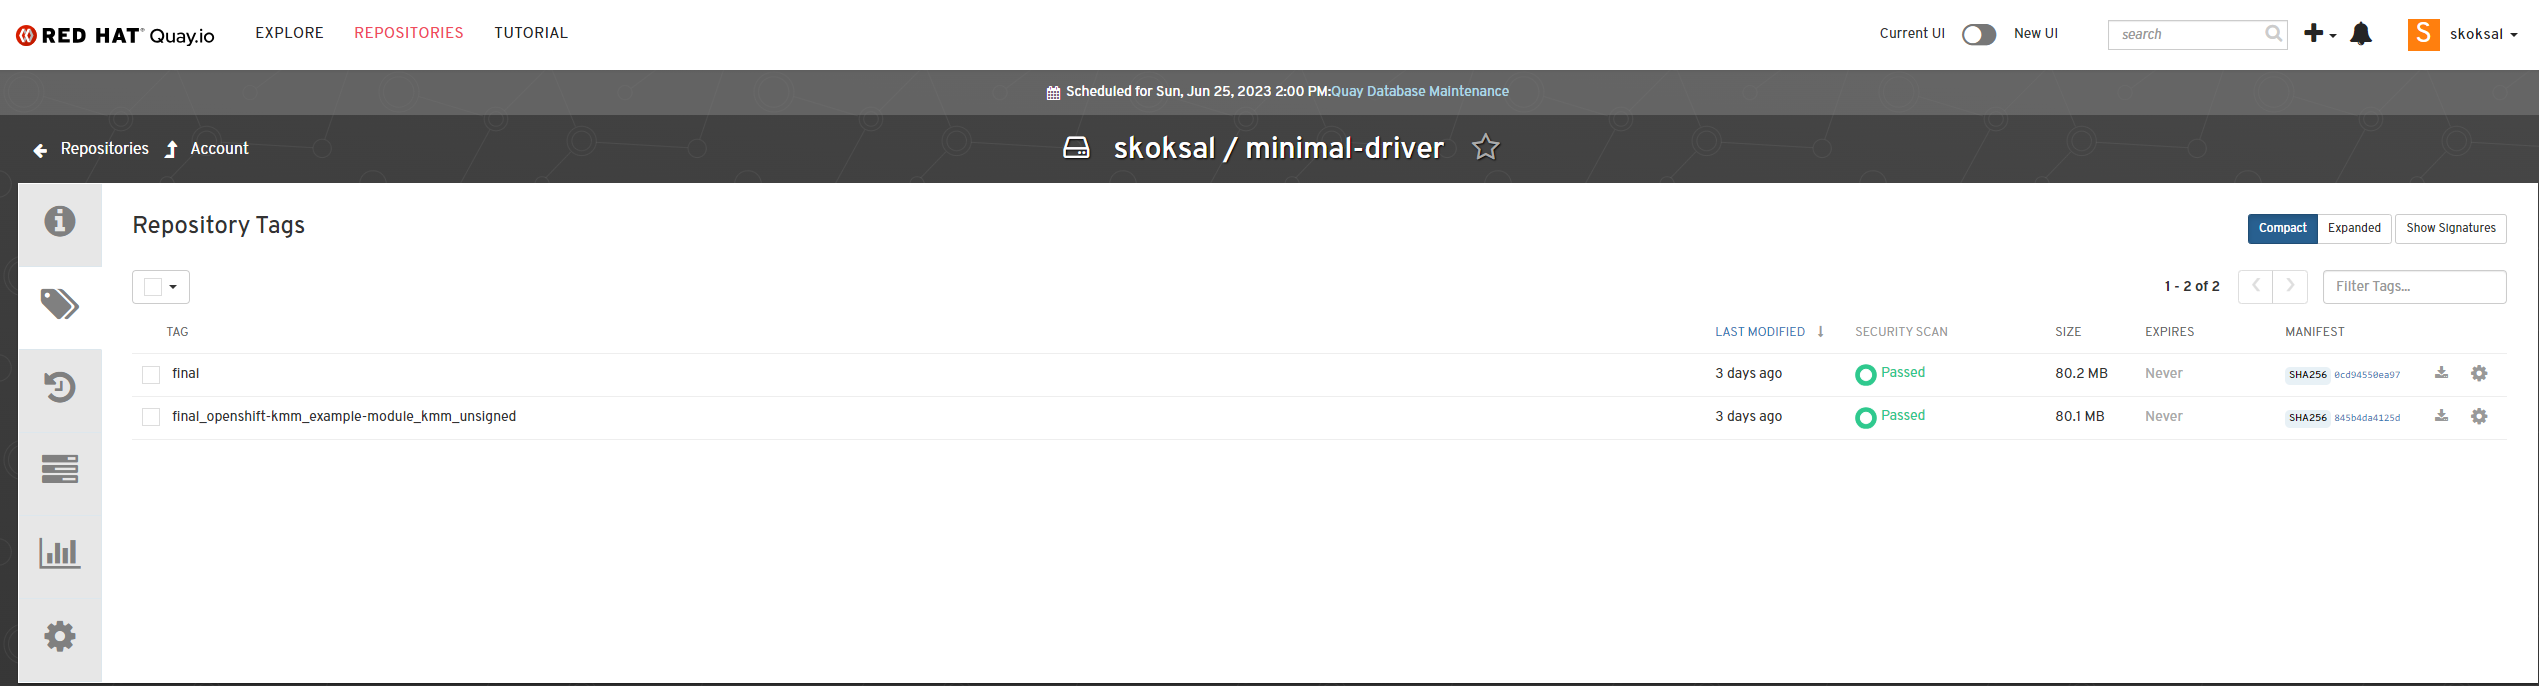 RED HAT Quay.io EXPLORE REPOSITORIES TUTORIAL Current UI New UI search S skoksal
Scheduled for Sun, Jun 25, 2023 2:00 PM:Quay Database Maintenance
Repositories Account skoksal / minimal-driver
Repository Tags Compact Expanded Show Signatures
1 - 2 of 2 Filter Tags...
TAG LAST MODIFIED SECURITY SCAN SIZE EXPIRES MANIFEST
final 3 days ago Passed 80.2 MB Never SHA256 0cd94550ea97
final_openshift-kmm_example-module_kmm_unsigned 3 days ago Passed 80.1 MB Never SHA256 845b4da4125d